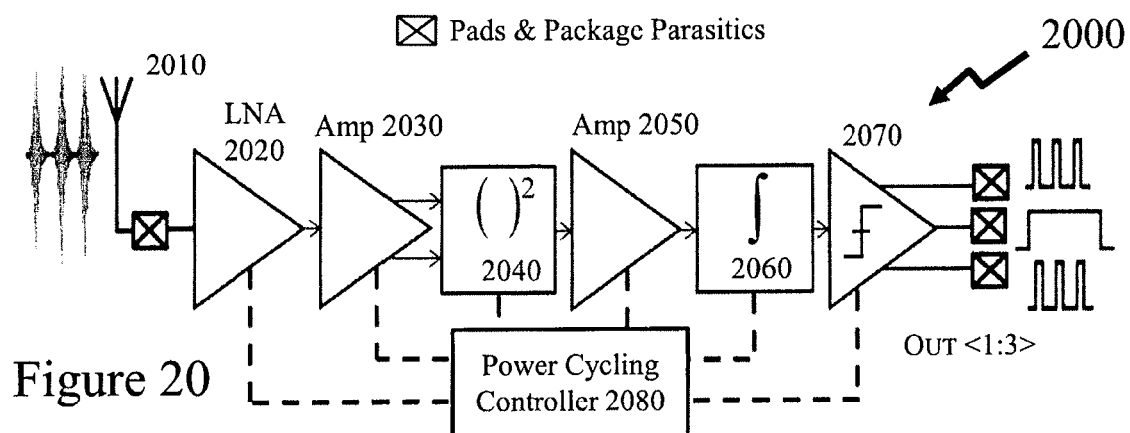 Pads & Package Parasitics
2000
2010
LNA
2020
Amp 2030
( )²
2040
Amp 2050
∫
2060
2070
Power Cycling
Controller 2080
OUT <1:3>
Figure 20